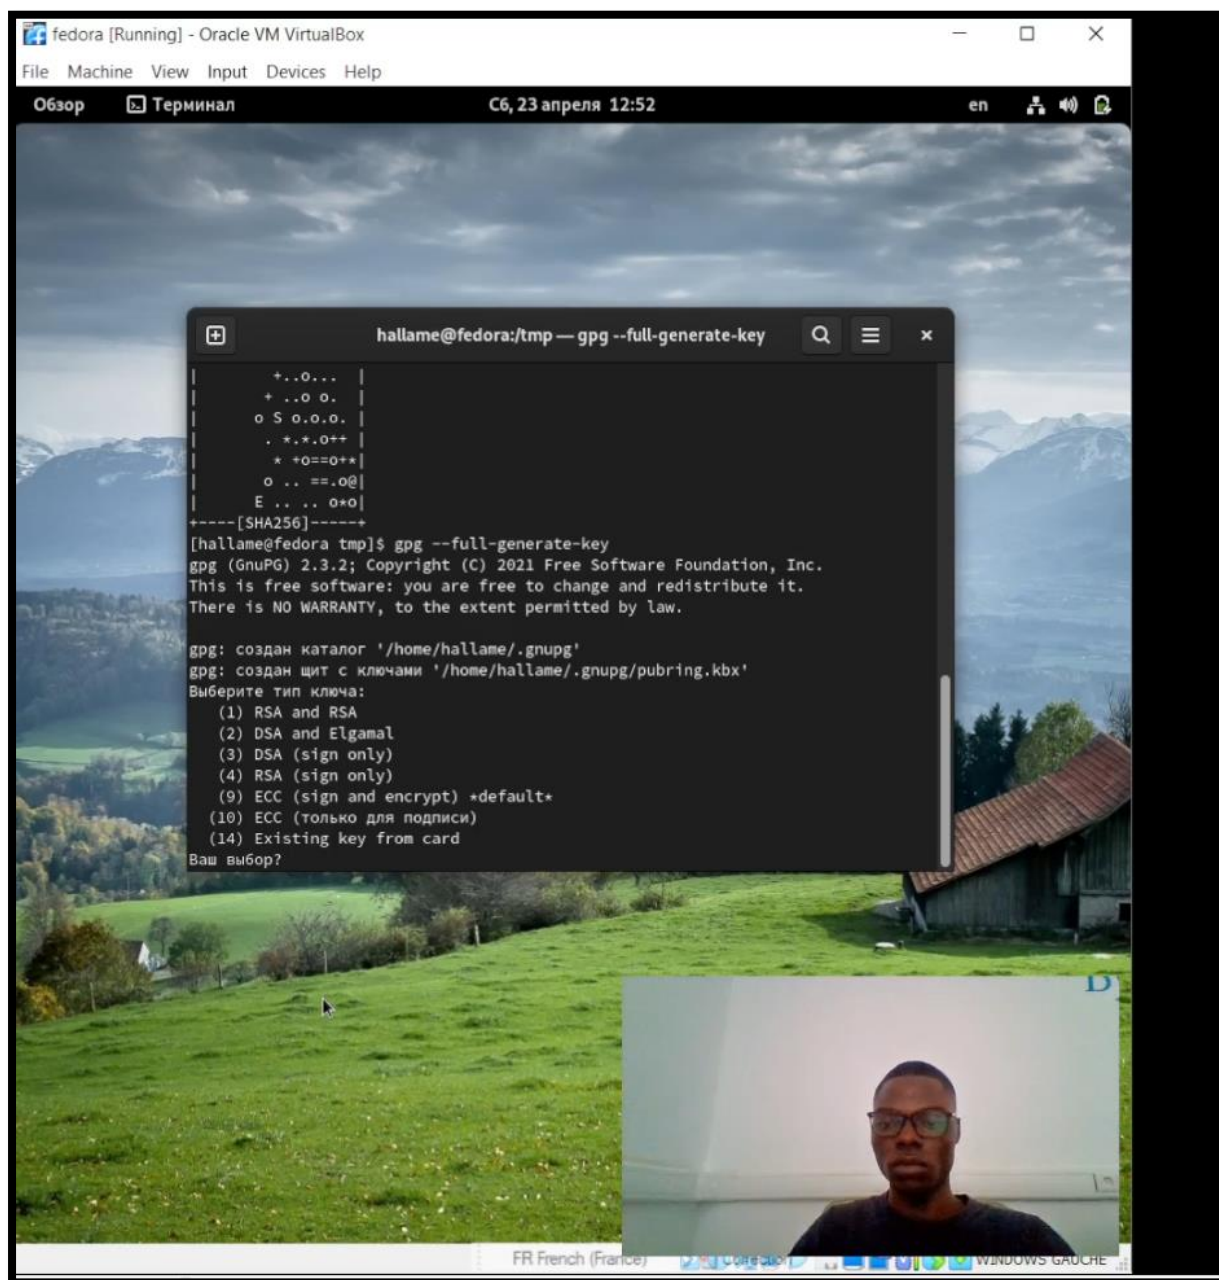 fedora [Running] - Oracle VM VirtualBox
File Machine View Input Devices Help
Обзор Терминал Сб, 23 апреля 12:52 en
hallame@fedora:/tmp — gpg --full-generate-key
| +..o... |
| + ..o o. |
| o S o.o.o. |
| . *.*.o++ |
| * +o==o+*|
| o .. ==.o@|
| E .. .. o*o|
+----[SHA256]-----+
[hallame@fedora tmp]$ gpg --full-generate-key
gpg (GnuPG) 2.3.2; Copyright (C) 2021 Free Software Foundation, Inc.
This is free software: you are free to change and redistribute it.
There is NO WARRANTY, to the extent permitted by law.
gpg: создан каталог '/home/hallame/.gnupg'
gpg: создан щит с ключами '/home/hallame/.gnupg/pubring.kbx'
Выберите тип ключа:
(1) RSA and RSA
(2) DSA and Elgamal
(3) DSA (sign only)
(4) RSA (sign only)
(9) ECC (sign and encrypt) *default*
(10) ECC (только для подписи)
(14) Existing key from card
Ваш выбор?
FR French (France) WINDOWS GAUCHE